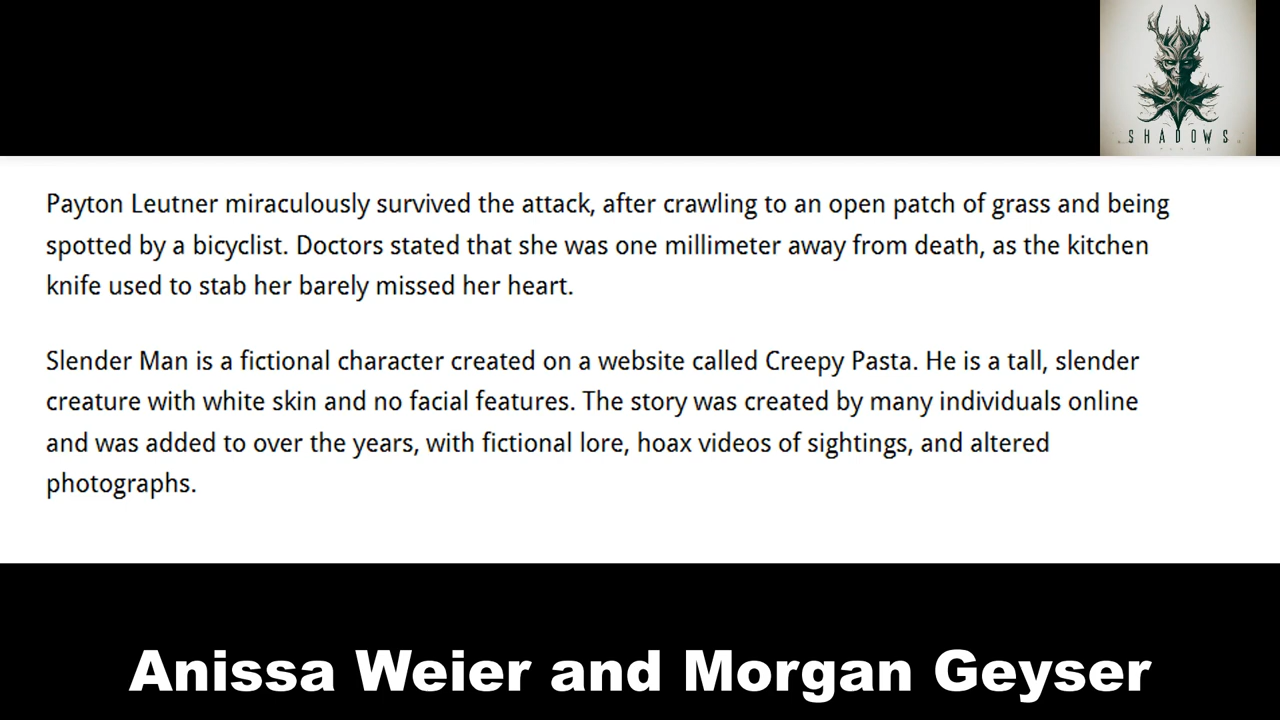 SHADOWS
Payton Leutner miraculously survived the attack, after crawling to an open patch of grass and being
spotted by a bicyclist. Doctors stated that she was one millimeter away from death, as the kitchen
knife used to stab her barely missed her heart.
Slender Man is a fictional character created on a website called Creepy Pasta. He is a tall, slender
creature with white skin and no facial features. The story was created by many individuals online
and was added to over the years, with fictional lore, hoax videos of sightings, and altered
photographs.
Anissa Weier and Morgan Geyser